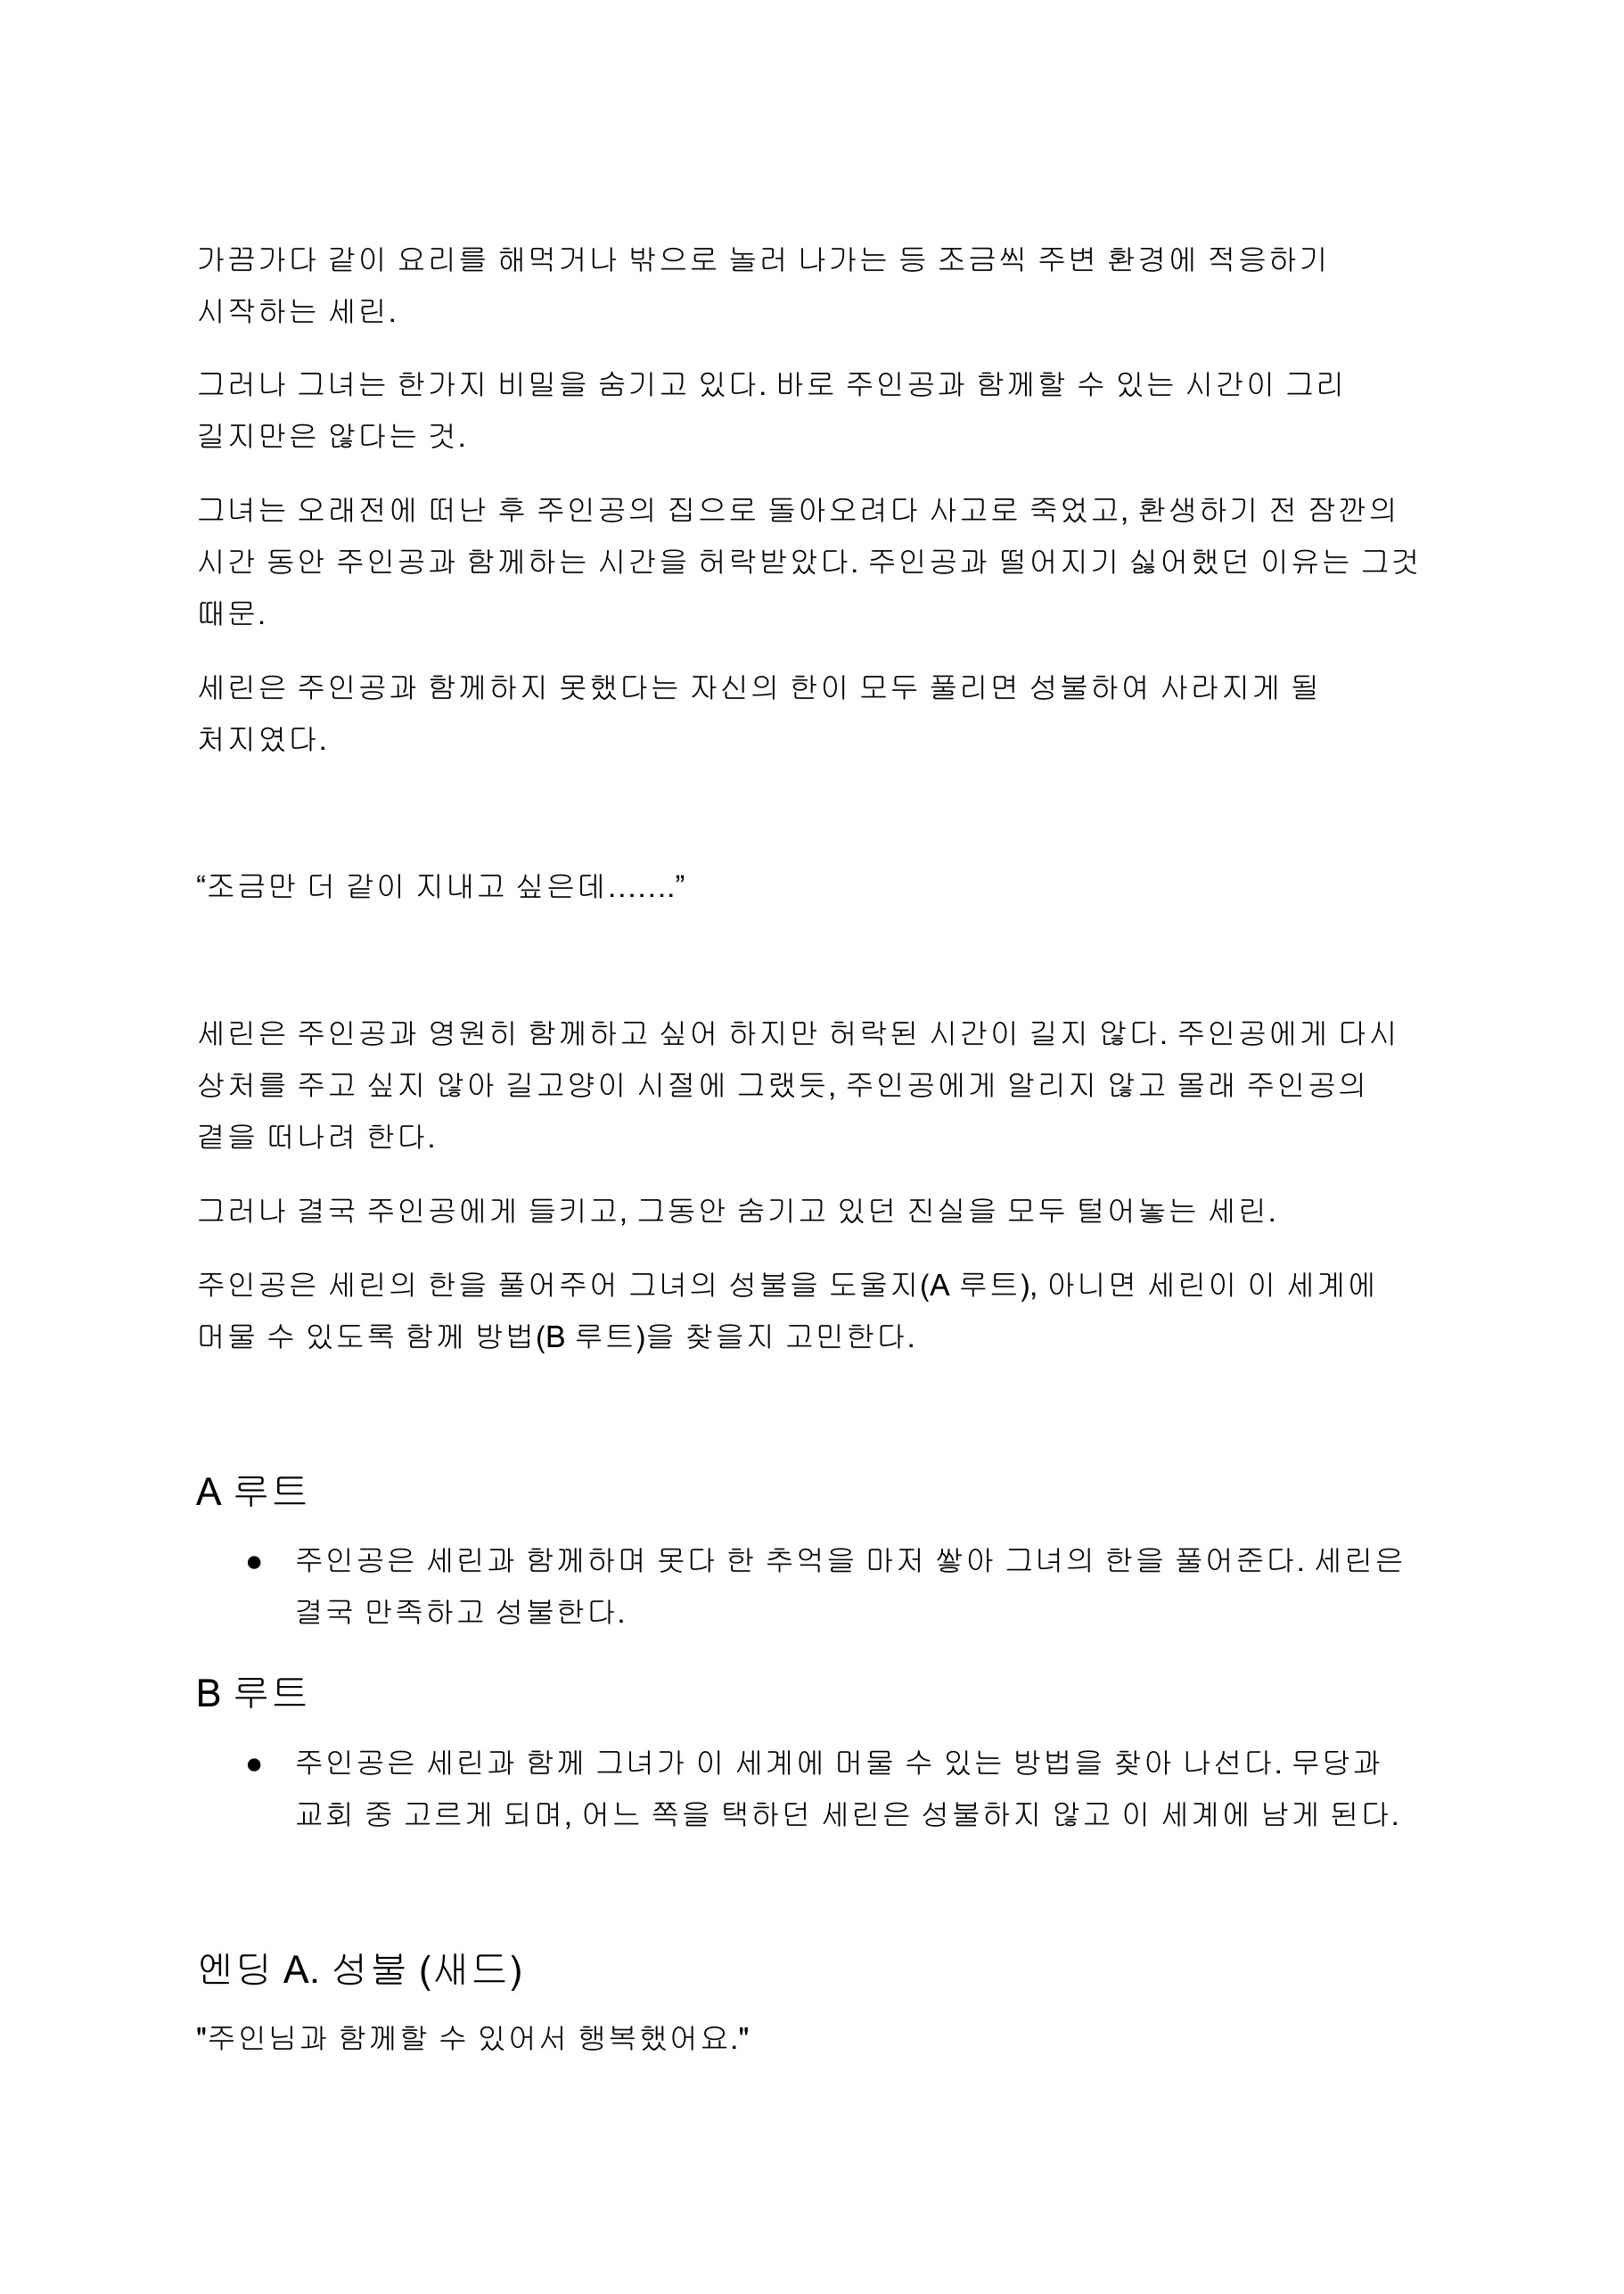 가끔가다 같이 요리를 해먹거나 밖으로 놀러 나가는 등 조금씩 주변 환경에 적응하기
시작하는 세린.
그러나 그녀는 한가지 비밀을 숨기고 있다. 바로 주인공과 함께할 수 있는 시간이 그리
길지만은 않다는 것.
그녀는 오래전에 떠난 후 주인공의 집으로 돌아오려다 사고로 죽었고, 환생하기 전 잠깐의
시간 동안 주인공과 함께하는 시간을 허락받았다. 주인공과 떨어지기 싫어했던 이유는 그것
때문.
세린은 주인공과 함께하지 못했다는 자신의 한이 모두 풀리면 성불하여 사라지게 될
처지였다.
“조금만 더 같이 지내고 싶은데…….”
세린은 주인공과 영원히 함께하고 싶어 하지만 허락된 시간이 길지 않다. 주인공에게 다시
상처를 주고 싶지 않아 길고양이 시절에 그랬듯, 주인공에게 알리지 않고 몰래 주인공의
곁을 떠나려 한다.
그러나 결국 주인공에게 들키고, 그동안 숨기고 있던 진실을 모두 털어놓는 세린.
주인공은 세린의 한을 풀어주어 그녀의 성불을 도울지(A 루트), 아니면 세린이 이 세계에
머물 수 있도록 함께 방법(B 루트)을 찾을지 고민한다.
A 루트
● 주인공은 세린과 함께하며 못다 한 추억을 마저 쌓아 그녀의 한을 풀어준다. 세린은
결국 만족하고 성불한다.
B 루트
● 주인공은 세린과 함께 그녀가 이 세계에 머물 수 있는 방법을 찾아 나선다. 무당과
교회 중 고르게 되며, 어느 쪽을 택하던 세린은 성불하지 않고 이 세계에 남게 된다.
엔딩 A. 성불 (새드)
"주인님과 함께할 수 있어서 행복했어요."